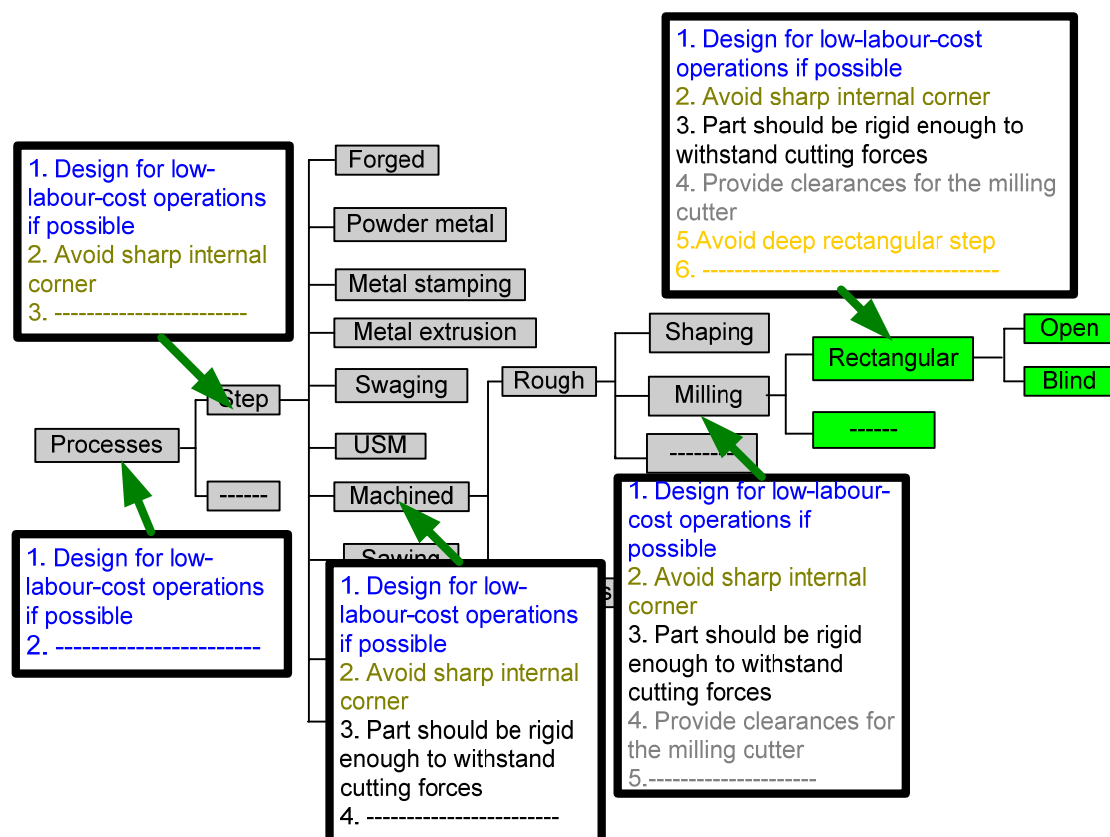 1. Design for low-labour-cost
operations if possible
2. Avoid sharp internal corner
3. Part should be rigid enough to
withstand cutting forces
4. Provide clearances for the milling
cutter
5.Avoid deep rectangular step
6. -------------------------------------
1. Design for low-
labour-cost operations
if possible
2. Avoid sharp internal
corner
3. ------------------------
Forged
Powder metal
Metal stamping
Metal extrusion
Swaging
USM
Machined
Sawing
Processes
Step
------
Rough
Shaping
Milling
---------
Rectangular
------
Open
Blind
1. Design for low-
labour-cost operations
if possible
2. -----------------------
1. Design for low-
labour-cost operations
if possible
2. Avoid sharp internal
corner
3. Part should be rigid
enough to withstand
cutting forces
4. ------------------------
1. Design for low-labour-
cost operations if
possible
2. Avoid sharp internal
corner
3. Part should be rigid
enough to withstand
cutting forces
4. Provide clearances for
the milling cutter
5.---------------------